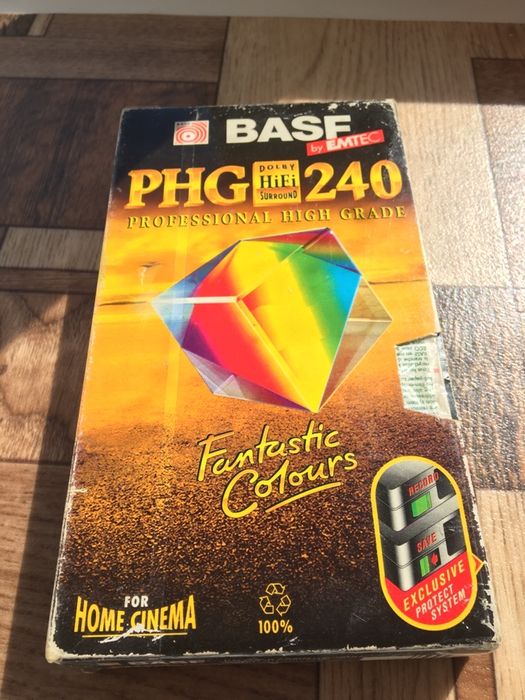 BASF
by EMTEC
PHG DOLBY HiFi SURROUND 240
PROFESSIONAL HIGH GRADE
Fantastic
Colours
RECORD
SAVE
EXCLUSIVE
PROTECT
SYSTEM
FOR
HOME CINEMA
100%